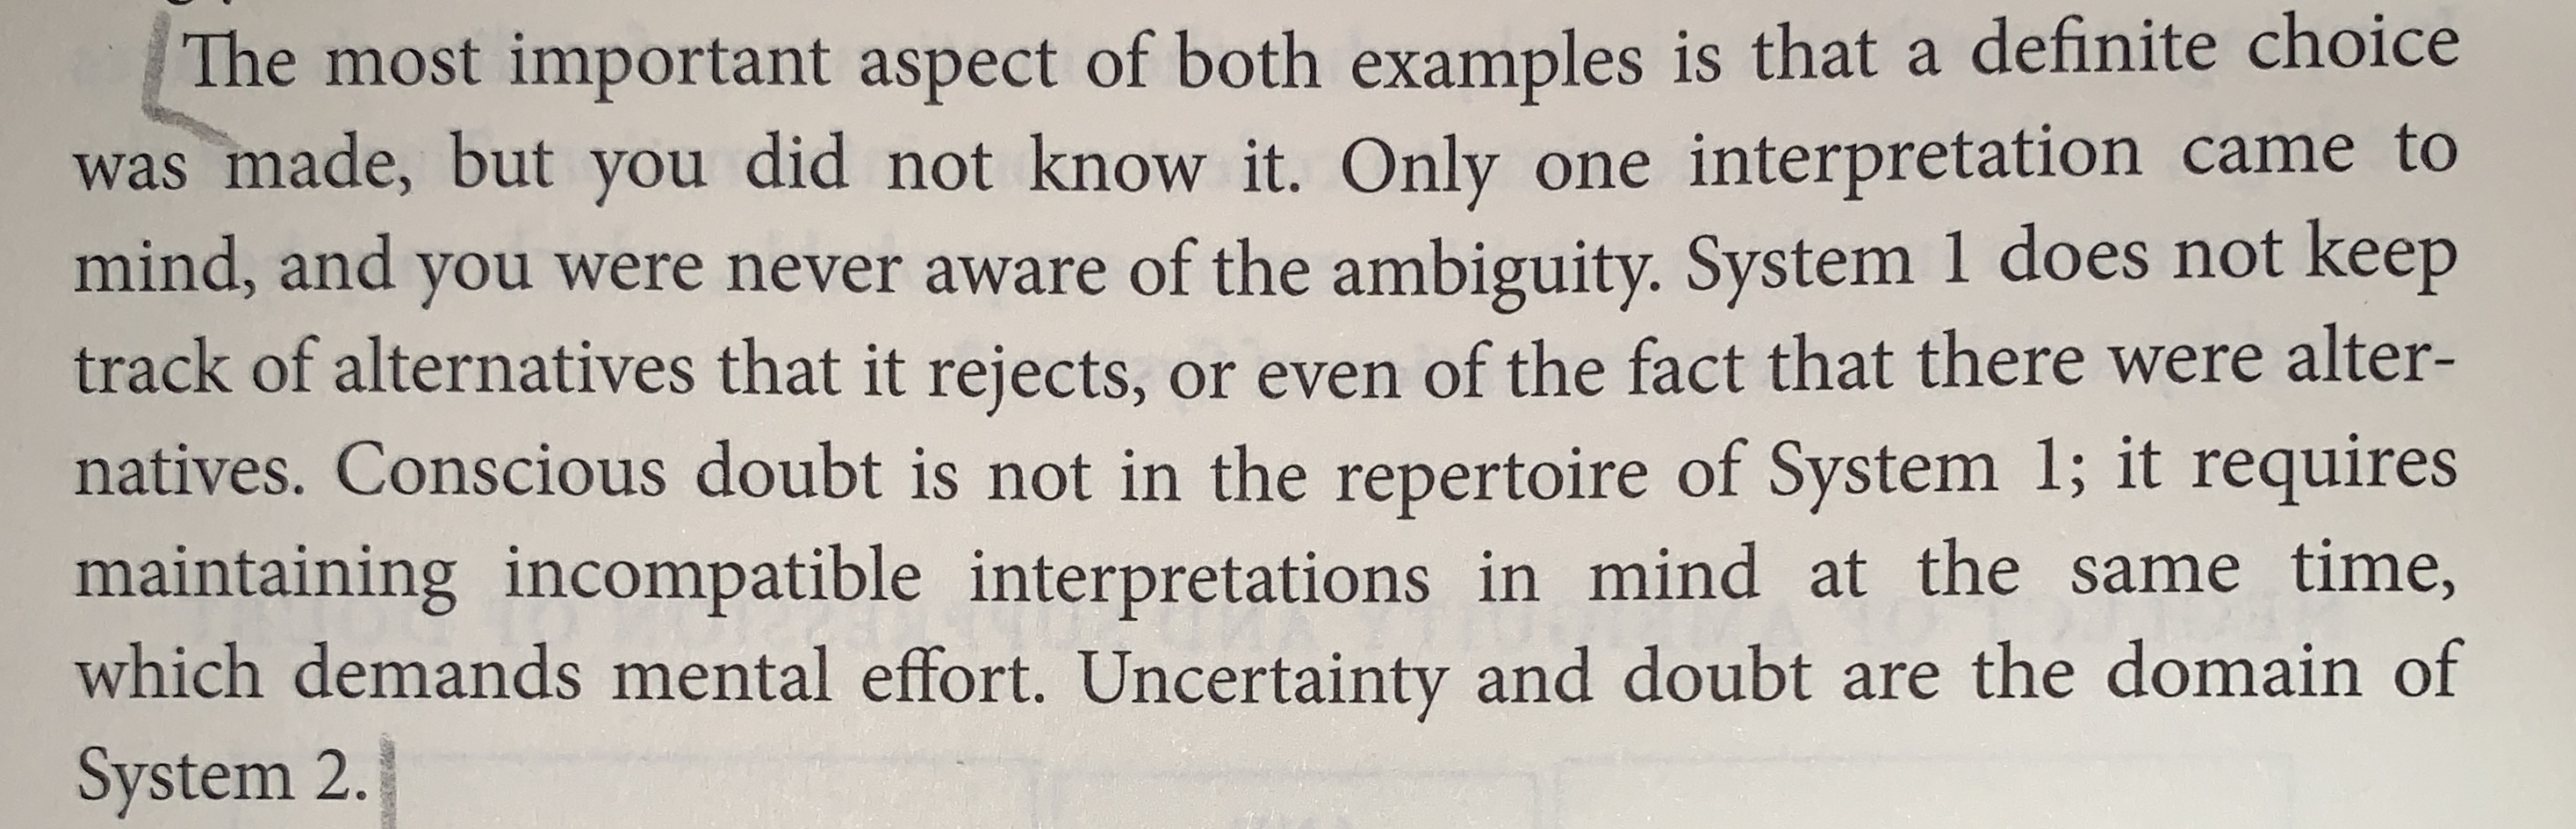 The most important aspect of both examples is that a definite choice
was made, but you did not know it. Only one interpretation came to
mind, and you were never aware of the ambiguity. System 1 does not keep
track of alternatives that it rejects, or even of the fact that there were alter-
natives. Conscious doubt is not in the repertoire of System 1; it requires
maintaining incompatible interpretations in mind at the same time,
which demands mental effort. Uncertainty and doubt are the domain of
System 2.